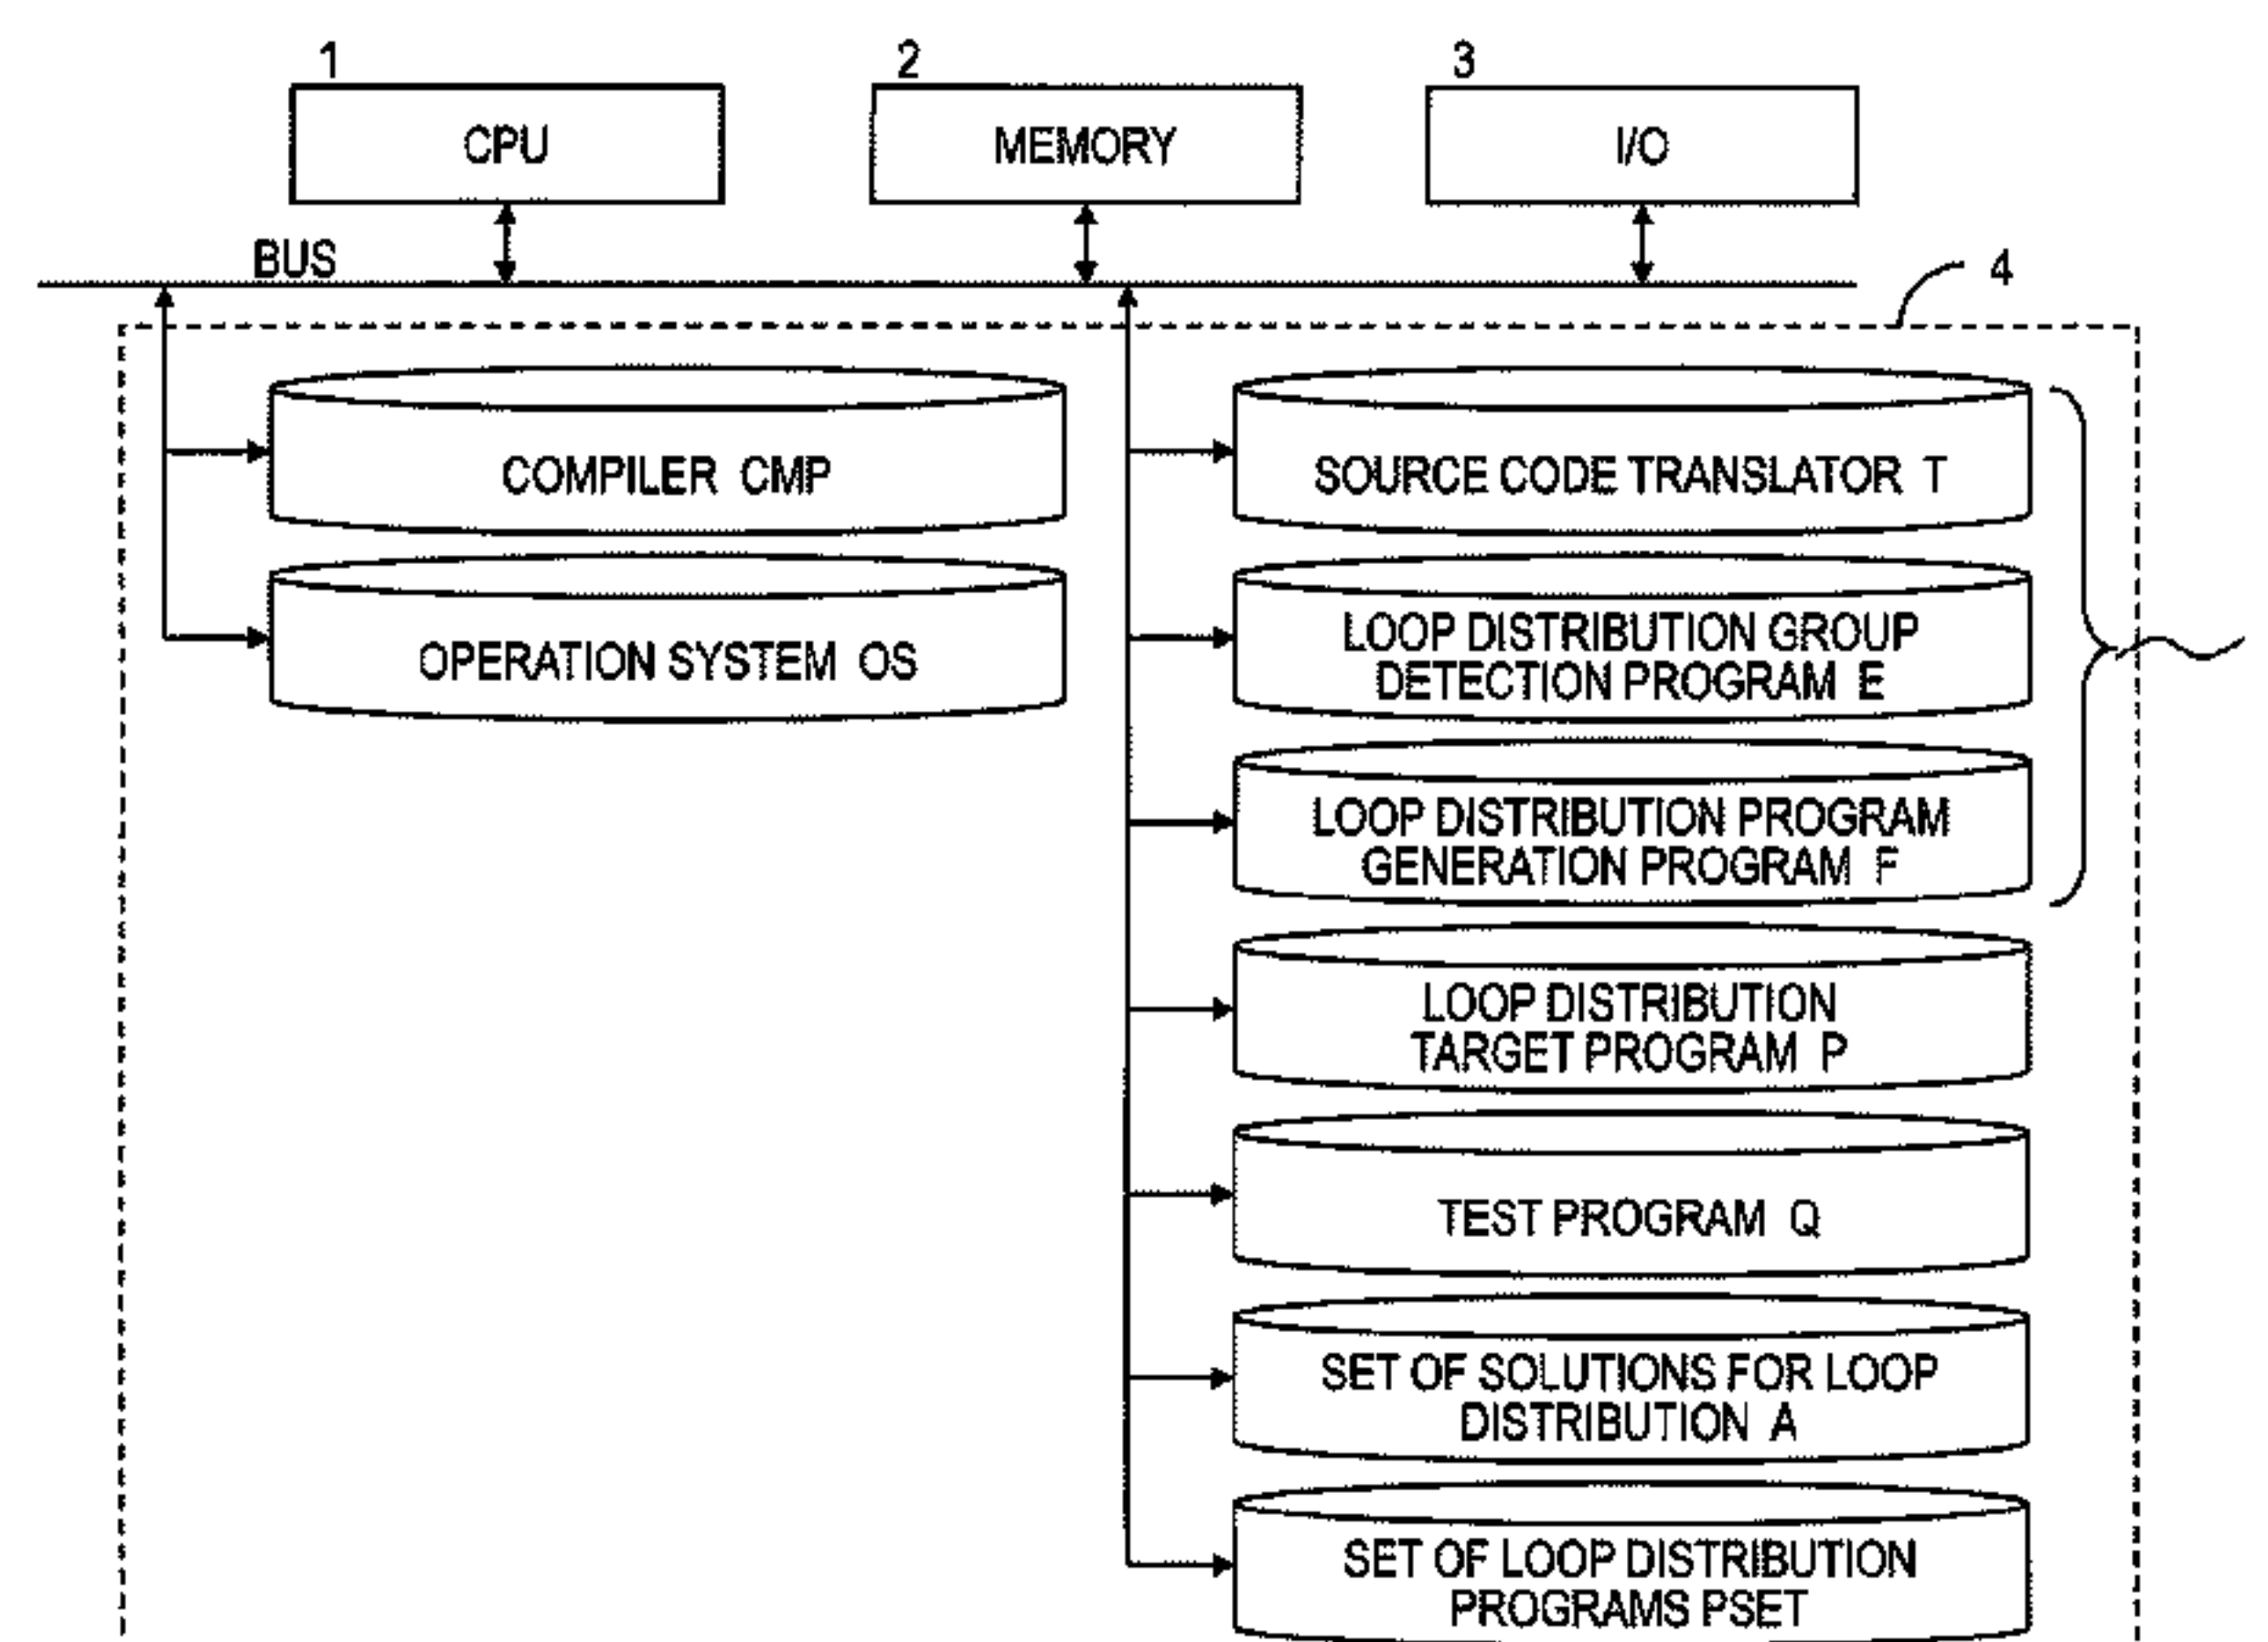 1
2
3
CPU
MEMORY
I/O
BUS
4
COMPILER CMP
OPERATION SYSTEM OS
SOURCE CODE TRANSLATOR T
LOOP DISTRIBUTION GROUP
DETECTION PROGRAM E
LOOP DISTRIBUTION PROGRAM
GENERATION PROGRAM F
LOOP DISTRIBUTION
TARGET PROGRAM P
TEST PROGRAM Q
SET OF SOLUTIONS FOR LOOP
DISTRIBUTION A
SET OF LOOP DISTRIBUTION
PROGRAMS PSET